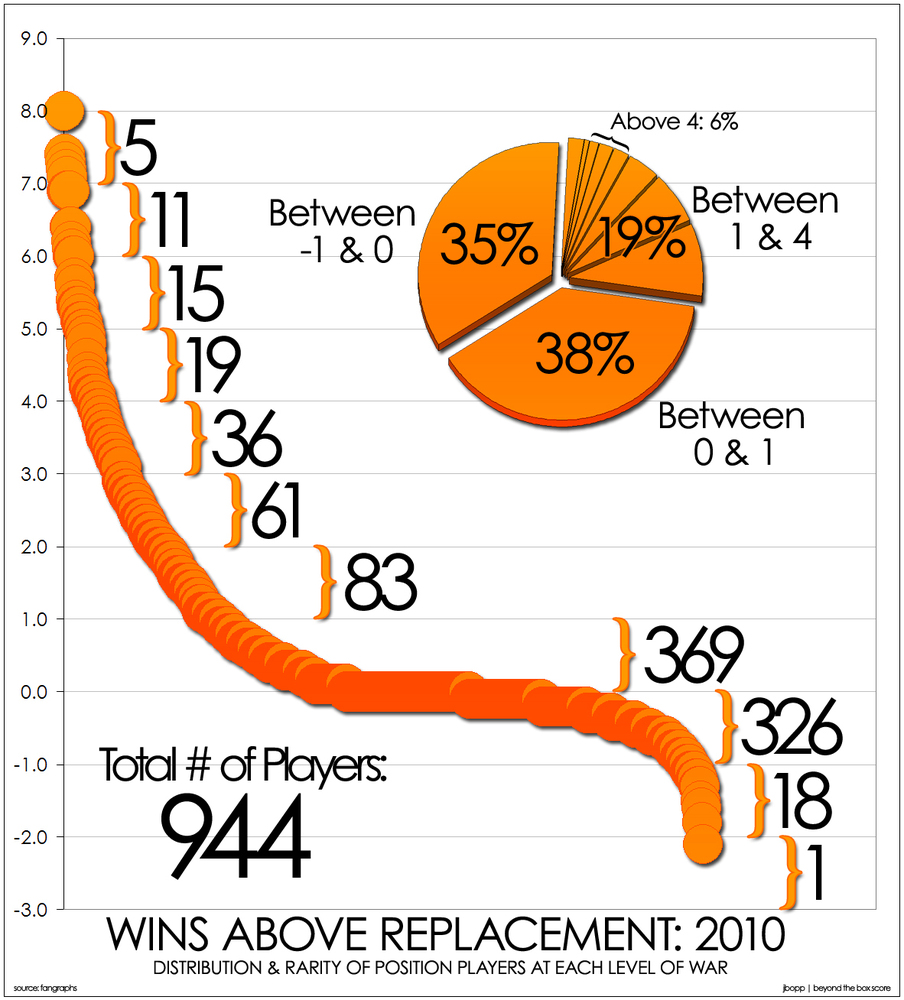 9.0
8.0
7.0
6.0
5.0
4.0
3.0
2.0
1.0
0.0
-1.0
-2.0
-3.0
5
11
15
19
36
61
83
369
326
18
1
Above 4: 6%
Between
-1 & 0
35%
19%
Between
1 & 4
38%
Between
0 & 1
Total # of Players:
944
WINS ABOVE REPLACEMENT: 2010
DISTRIBUTION & RARITY OF POSITION PLAYERS AT EACH LEVEL OF WAR
source: fangraphs
jbopp | beyond the box score